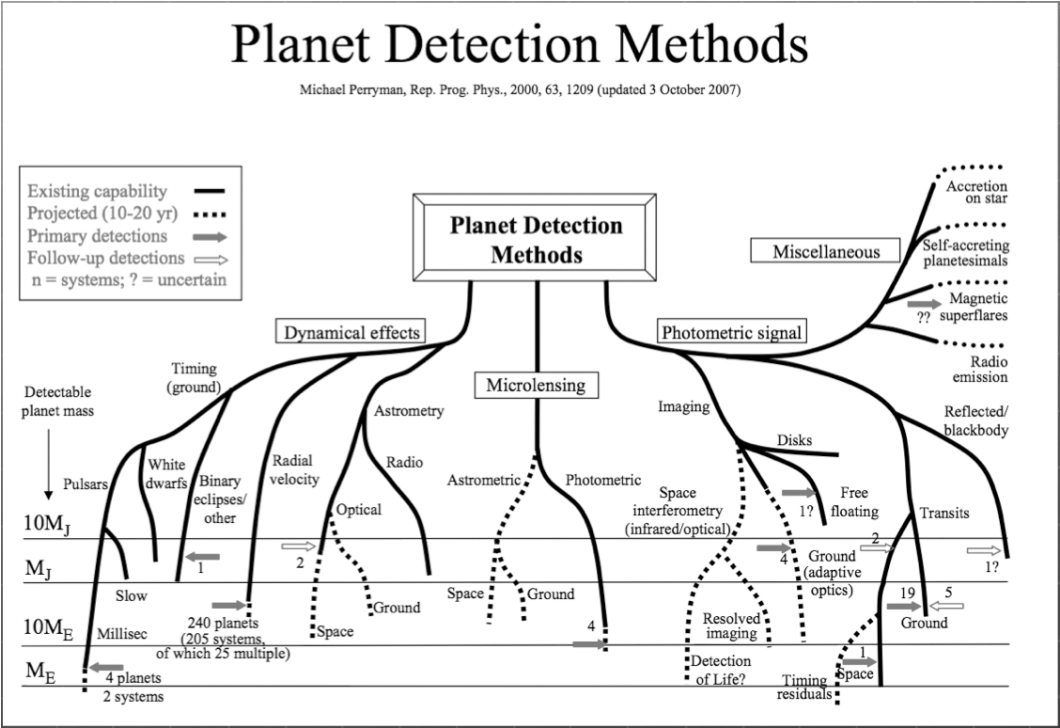 Planet Detection Methods
Michael Perryman, Rep. Prog. Phys., 2000, 63, 1209 (updated 3 October 2007)
Existing capability
Projected (10-20 yr)
Primary detections
Follow-up detections
n = systems; ? = uncertain
Planet Detection
Methods
Miscellaneous
Accretion
on star
Self-accreting
planetesimals
Magnetic
superflares
??
Radio
emission
Dynamical effects
Photometric signal
Microlensing
Timing
(ground)
Detectable
planet mass
Astrometry
Imaging
Reflected/
blackbody
Disks
White
dwarfs
Pulsars
Binary
eclipses/
other
Radial
velocity
Radio
Optical
Astrometric
Photometric
Space
interferometry
(infrared/optical)
1?
Free
floating
Transits
10MJ
MJ
10ME
ME
1
2
4
Ground
(adaptive
optics)
2
1?
Slow
Millisec
240 planets
(205 systems,
of which 25 multiple)
Ground
Space
Space
Ground
4
Resolved
imaging
19
5
Ground
4 planets
2 systems
Detection
of Life?
Timing
residuals
1
Space